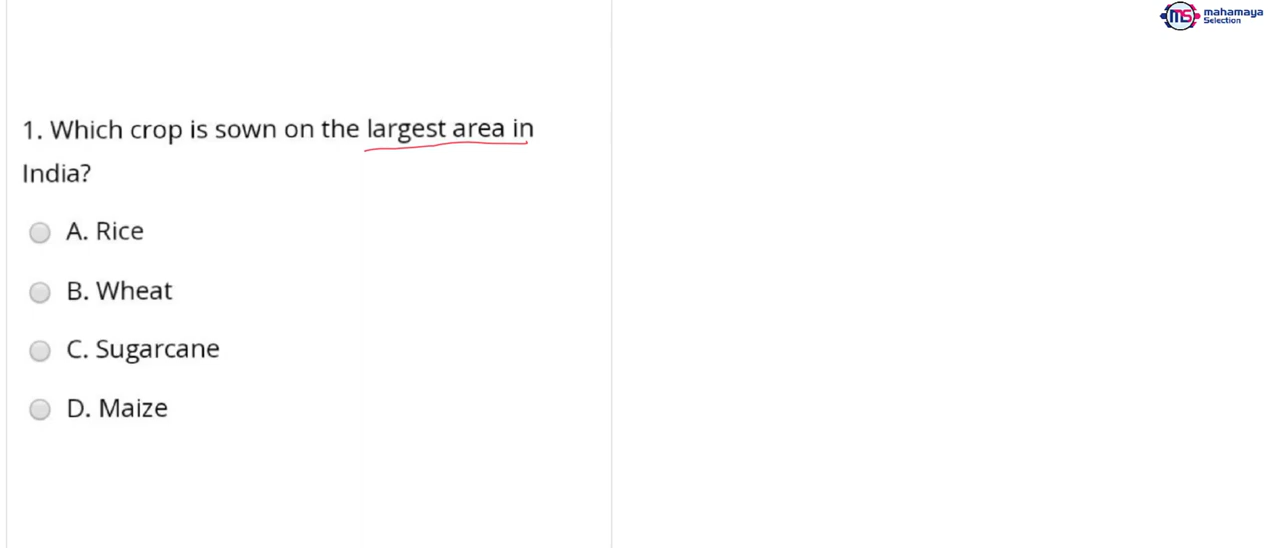 mahamaya
Selection
1. Which crop is sown on the largest area in
India?
A. Rice
B. Wheat
C. Sugarcane
D. Maize